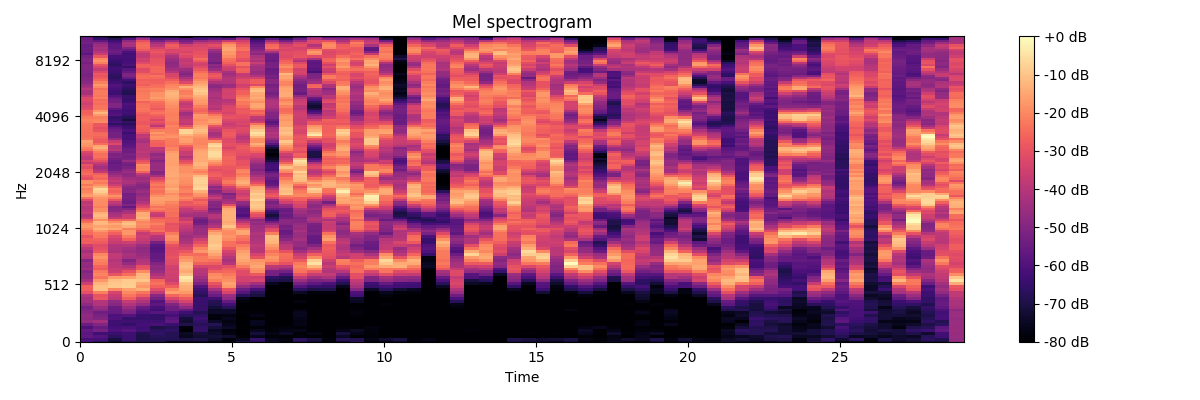 Mel spectrogram
Hz
8192
4096
2048
1024
512
0
0 5 10 15 20 25
Time
+0 dB
-10 dB
-20 dB
-30 dB
-40 dB
-50 dB
-60 dB
-70 dB
-80 dB